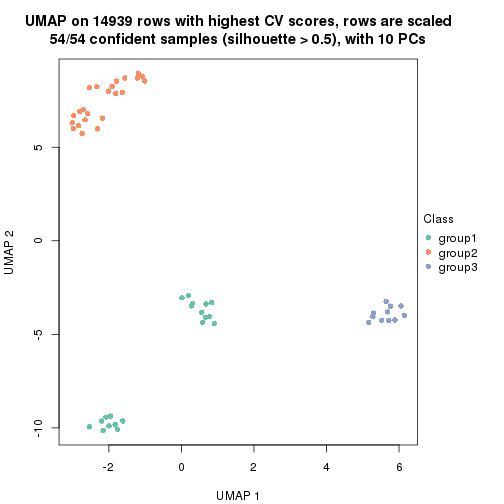 UMAP on 14939 rows with highest CV scores, rows are scaled
54/54 confident samples (silhouette > 0.5), with 10 PCs
5
0
-5
-10
UMAP 2
-2
0
2
4
6
UMAP 1
Class
group1
group2
group3